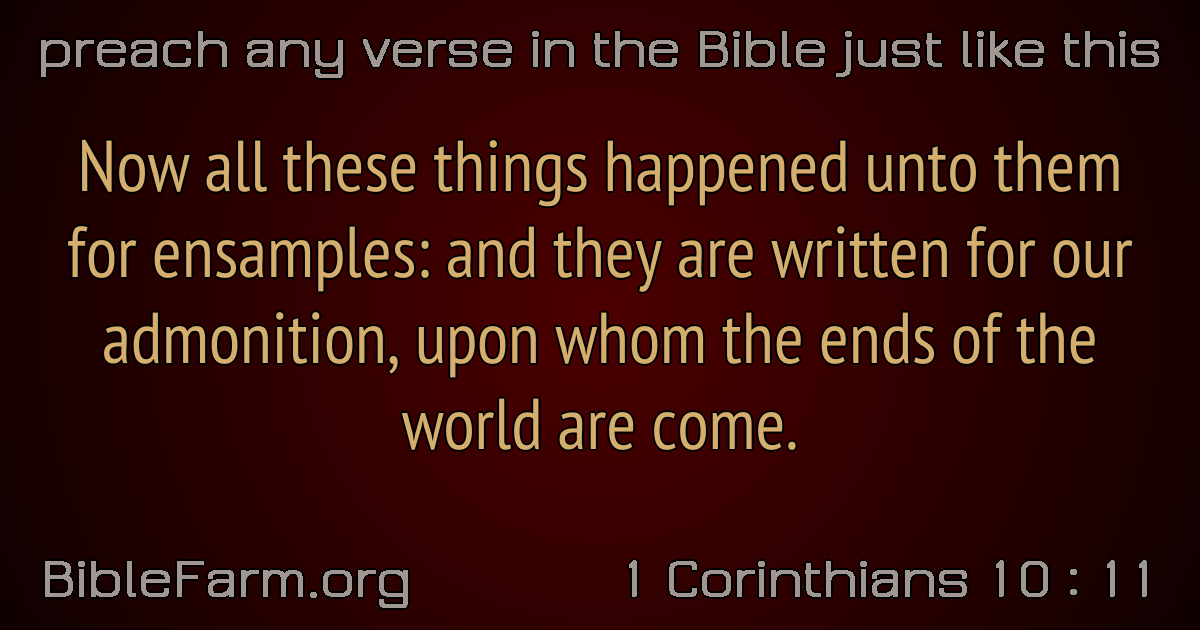 preach any verse in the Bible just like this
Now all these things happened unto them
for ensamples: and they are written for our
admonition, upon whom the ends of the
world are come.
BibleFarm.org
1 Corinthians 10 : 11